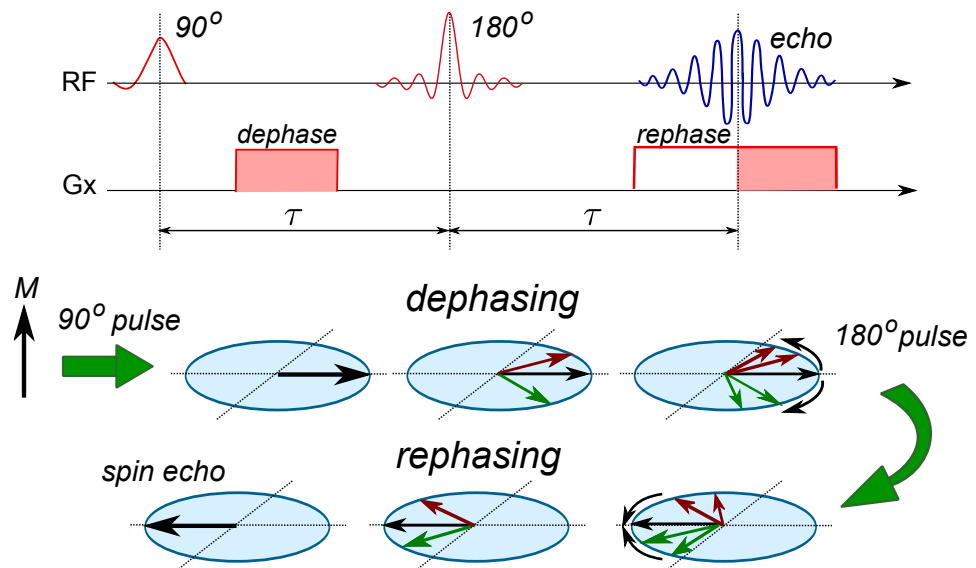 90° 180° echo
RF
dephase rephase
Gx
τ τ
M
90° pulse dephasing 180° pulse
spin echo rephasing